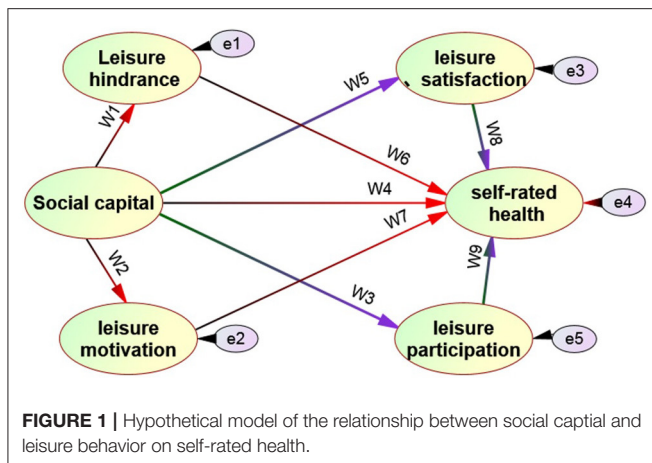 Leisure
hindrance
e1
leisure
satisfaction
e3
W1
W5
W8
W6
Social capital
W4
self-rated
health
e4
W7
W2
W3
W9
leisure
motivation
e2
leisure
participation
e5
FIGURE 1 | Hypothetical model of the relationship between social captial and
leisure behavior on self-rated health.